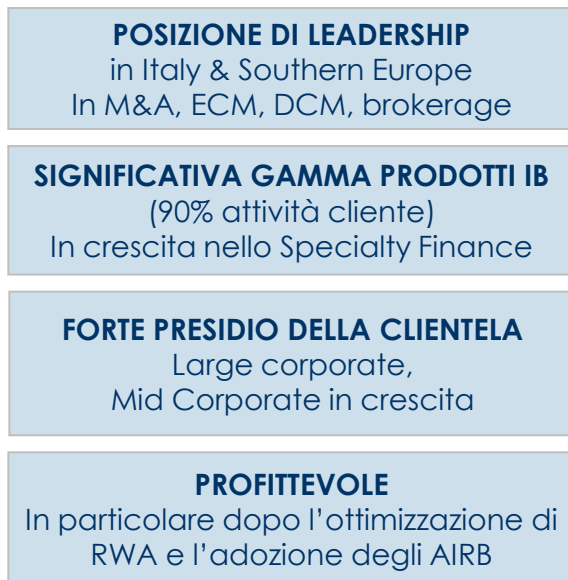 POSIZIONE DI LEADERSHIP
in Italy & Southern Europe
In M&A, ECM, DCM, brokerage
SIGNIFICATIVA GAMMA PRODOTTI IB
(90% attività cliente)
In crescita nello Specialty Finance
FORTE PRESIDIO DELLA CLIENTELA
Large corporate,
Mid Corporate in crescita
PROFITTEVOLE
In particolare dopo l’ottimizzazione di
RWA e l’adozione degli AIRB